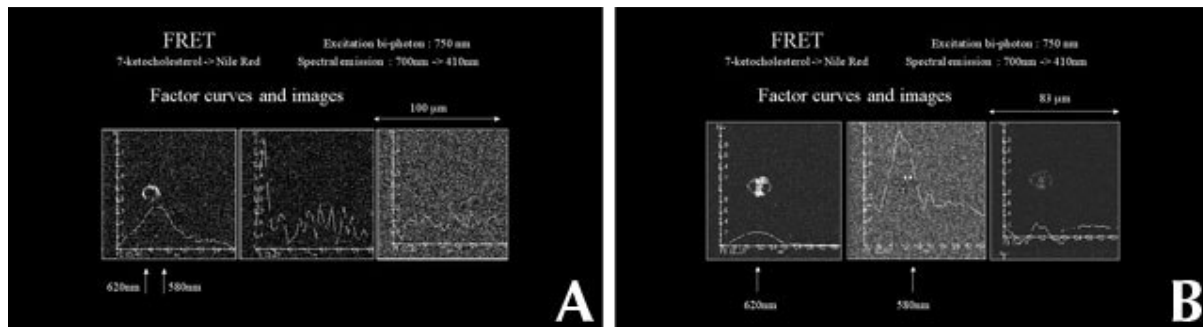 FRET
7-ketocholesterol -> Nile Red
Excitation bi-photon : 750 nm
Spectral emission : 700nm -> 410nm
Factor curves and images
100 µm
620nm
580nm
A
FRET
7-ketocholesterol -> Nile Red
Excitation bi-photon : 750 nm
Spectral emission : 700nm -> 410nm
Factor curves and images
83 µm
620nm
580nm
B